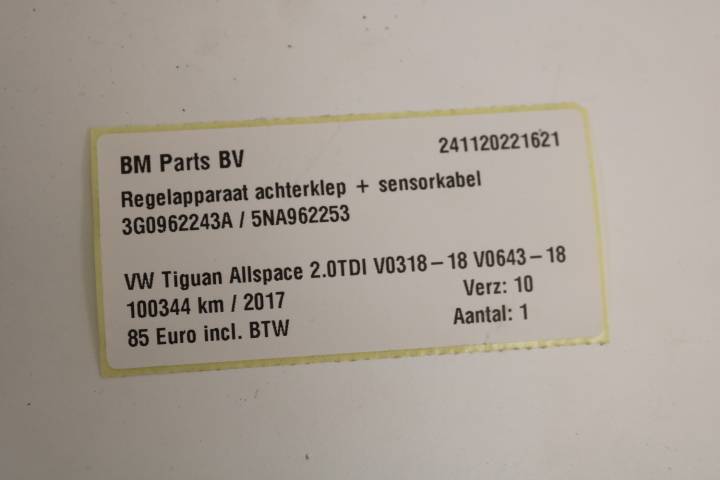 BM Parts BV 241120221621
Regelapparaat achterklep + sensorkabel
3G0962243A / 5NA962253
VW Tiguan Allspace 2.0TDI V0318-18 V0643-18
100344 km / 2017 Verz: 10
85 Euro incl. BTW Aantal: 1